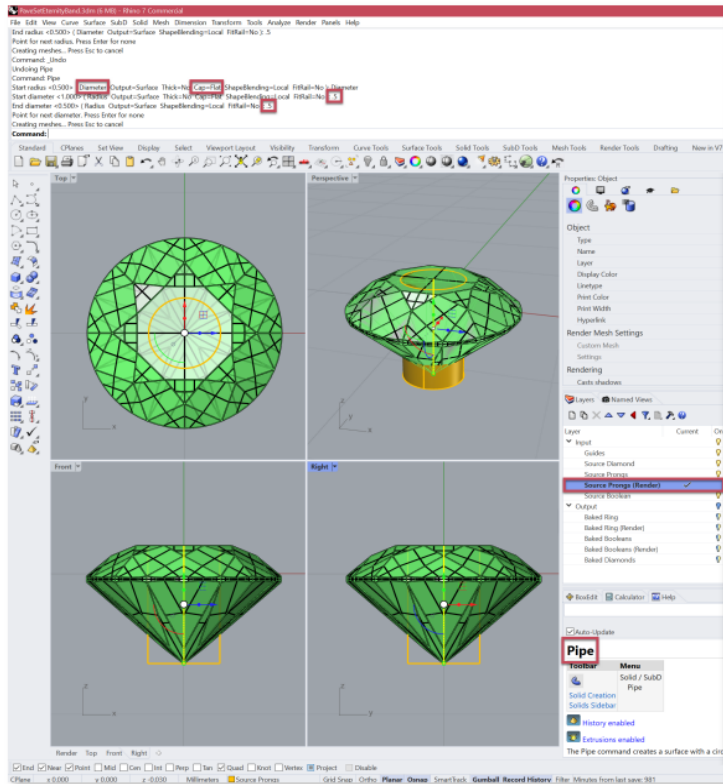 PaveSetEternityBand.3dm (6 MB) - Rhino 7 Commercial
File Edit View Curve Surface SubD Solid Mesh Dimension Transform Tools Analyze Render Panels Help
End radius <0.500> ( Diameter Output=Surface ShapeBlending=Local FitRail=No ): .5
Point for next radius. Press Enter for none
Creating meshes... Press Esc to cancel
Command: _Undo
Undoing Pipe
Command: Pipe
Start radius <0.500> ( Diameter Output=Surface Thick=No Cap=Flat ShapeBlending=Local FitRail=No ): Diameter
Start diameter <1.000> ( Radius Output=Surface Thick=No Cap=Flat ShapeBlending=Local FitRail=No ): .5
End diameter <0.500> ( Radius Output=Surface ShapeBlending=Local FitRail=No ): .5
Point for next diameter. Press Enter for none
Creating meshes... Press Esc to cancel
Command:
Standard CPlanes Set View Display Select Viewport Layout Visibility Transform Curve Tools Surface Tools Solid Tools SubD Tools Mesh Tools Render Tools Drafting New in V7
Top
Perspective
Properties: Object
Object
Type
Name
Layer
Display Color
Linetype
Print Color
Print Width
Hyperlink
Render Mesh Settings
Custom Mesh
Settings
Rendering
Casts shadows
y
x
z
y
x
Layers Named Views
Layer Current On
Input
Guides
Source Diamond
Source Prongs
Source Prongs (Render)
Source Boolean
Output
Baked Ring
Baked Ring (Render)
Baked Booleans
Baked Booleans (Render)
Baked Diamonds
Front
Right
z
x
z
y
BoxEdit Calculator Help
Auto-Update
Pipe
Toolbar Menu
Solid / SubD
Pipe
Solid Creation
Solids Sidebar
History enabled
Extrusions enabled
The Pipe command creates a surface with a circ
Render Top Front Right
End Near Point Mid Cen Int Perp Tan Quad Knot Vertex Project Disable
CPlane x 0.000 y 0.000 z -0.030 Millimeters Source Prongs Grid Snap Ortho Planar Osnap SmartTrack Gumball Record History Filter Minutes from last save: 981